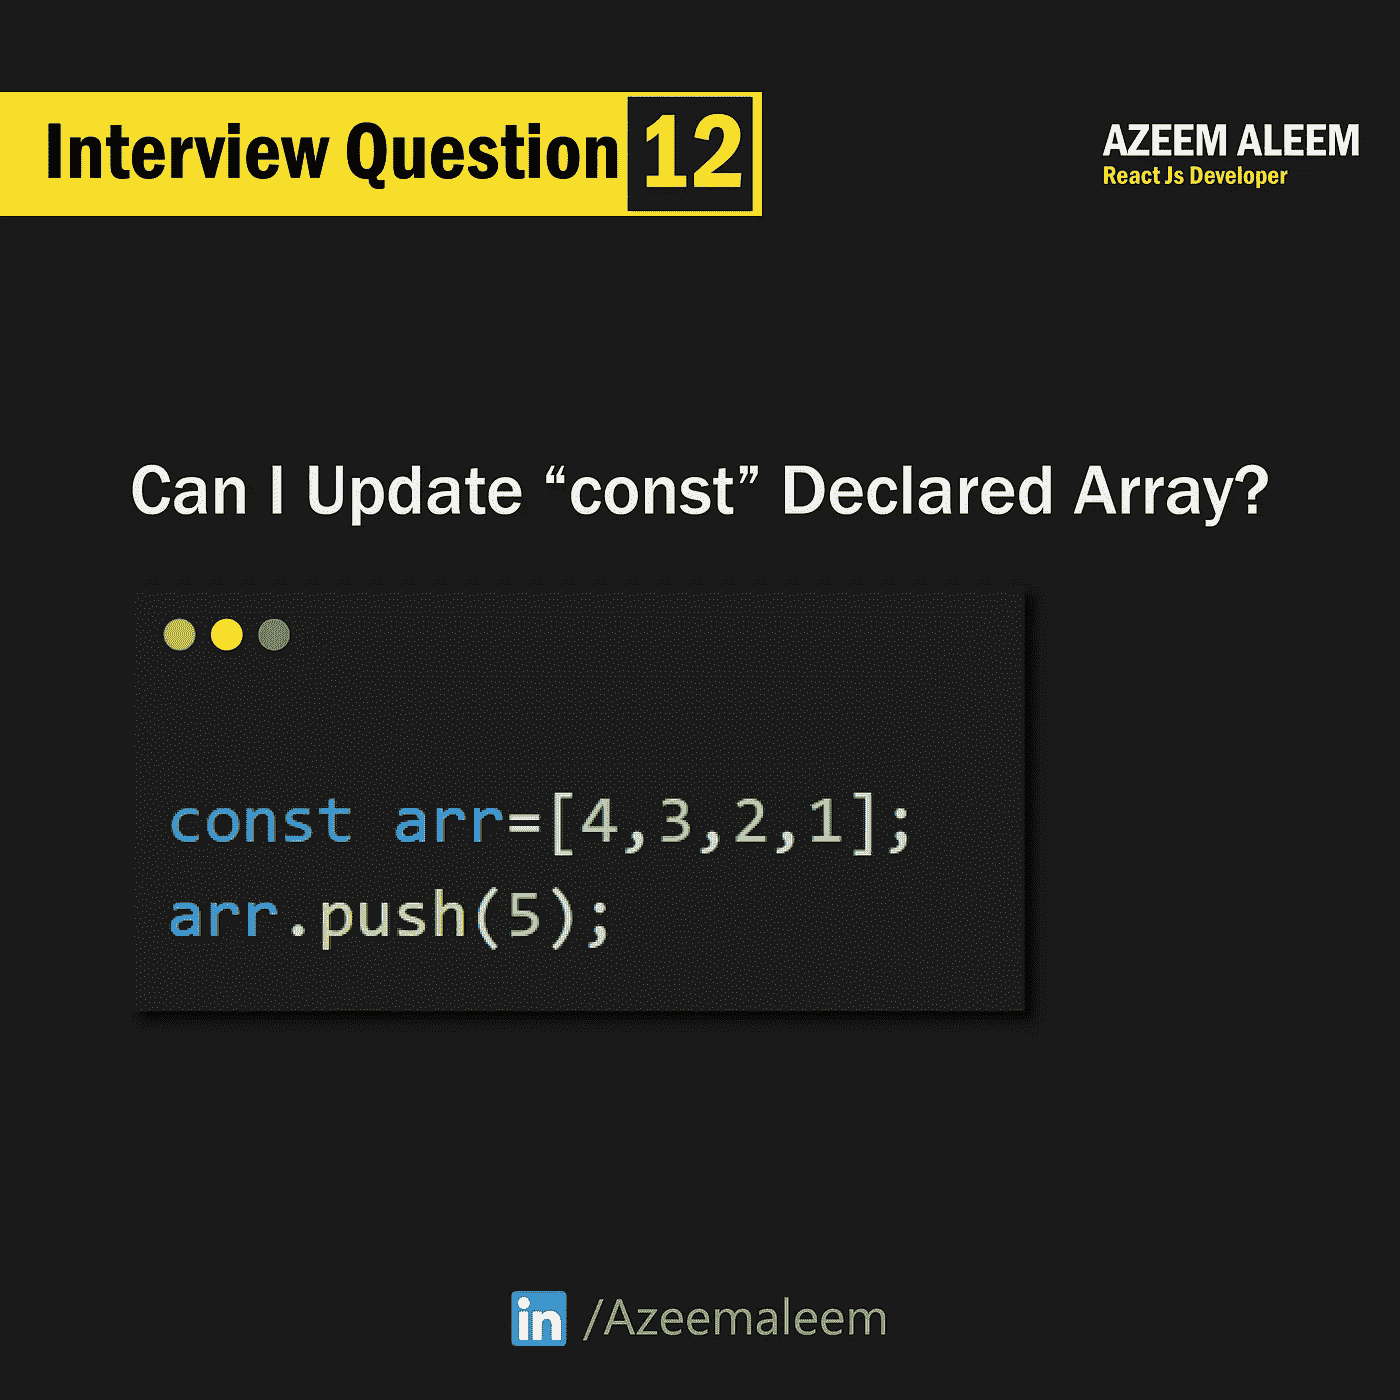 Interview Question 12
AZEEM ALEEM
React Js Developer
Can I Update “const” Declared Array?
const arr=[4,3,2,1];
arr.push(5);
in /Azeemaleem